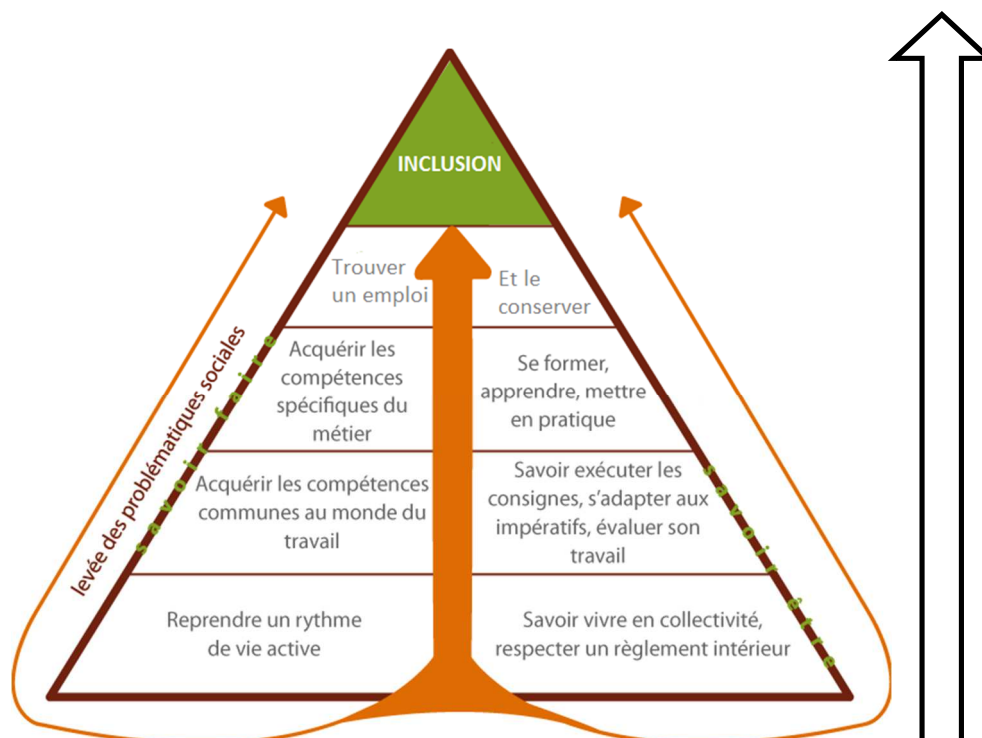 INCLUSION
Trouver
un emploi
Et le
conserver
Acquérir les
compétences
spécifiques du
métier
Se former,
apprendre, mettre
en pratique
Acquérir les compétences
communes au monde du
travail
Savoir exécuter les
consignes, s'adapter aux
impératifs, évaluer son
travail
Reprendre un rythme
de vie active
Savoir vivre en collectivité,
respecter un règlement intérieur
levée des problématiques sociales
savoir faire
savoir être